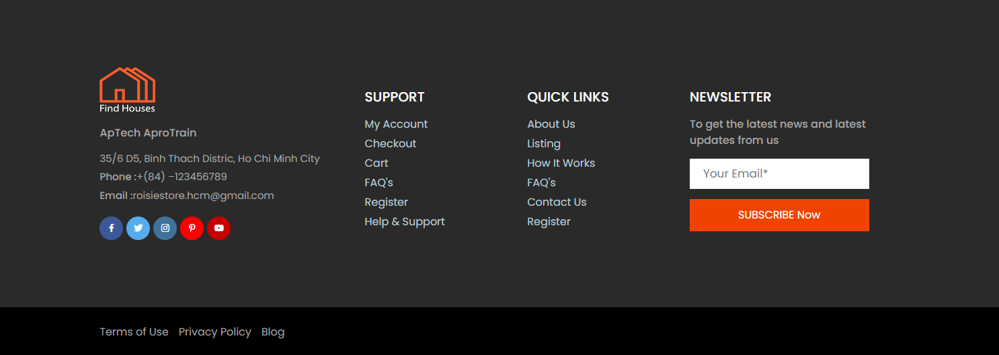 Find Houses
ApTech AproTrain
35/6 D5, Binh Thach Distric, Ho Chi Minh City
Phone :+(84) –123456789
Email :roisiestore.hcm@gmail.com
SUPPORT
My Account
Checkout
Cart
FAQ's
Register
Help & Support
QUICK LINKS
About Us
Listing
How It Works
FAQ's
Contact Us
Register
NEWSLETTER
To get the latest news and latest
updates from us
Your Email*
SUBSCRIBE Now
Terms of Use Privacy Policy Blog